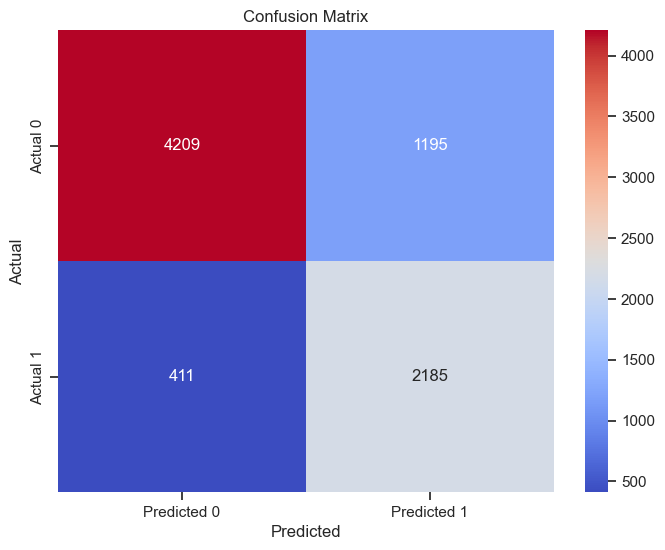 Confusion Matrix
Actual
Actual 0
4209
1195
Actual 1
411
2185
Predicted 0
Predicted 1
Predicted
4000
3500
3000
2500
2000
1500
1000
500